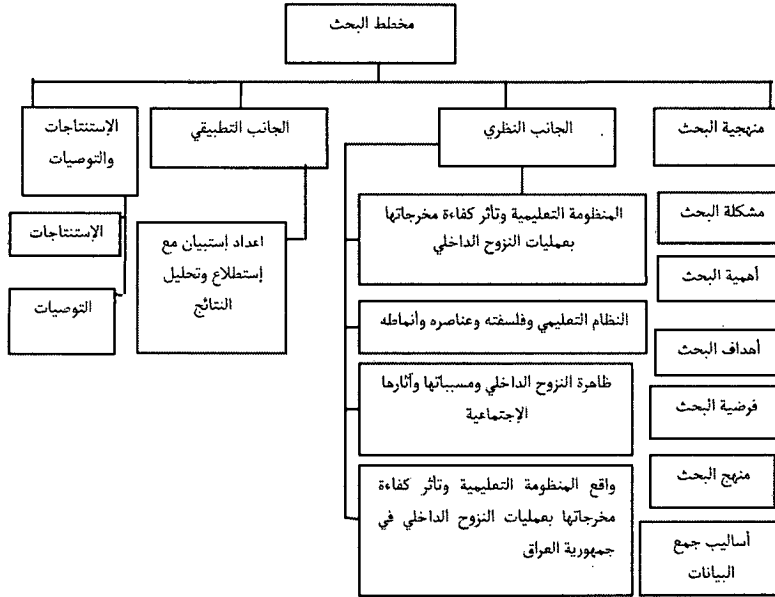 مخطط البحث
منهجية البحث
مشكلة البحث
أهمية البحث
أهداف البحث
فرضية البحث
منهج البحث
أساليب جمع
البيانات
الجانب النظري
المنظومة التعليمية وتأثر كفاءة مخرجاتها
بعمليات النزوح الداخلي
النظام التعليمي وفلسفته وعناصره وأنماطه
ظاهرة النزوح الداخلي ومسبباتها وآثارها
الإجتماعية
واقع المنظومة التعليمية وتأثر كفاءة
مخرجاتها بعمليات النزوح الداخلي في
جمهورية العراق
الجانب التطبيقي
اعداد إستبيان مع
إستطلاع وتحليل
النتائج
الإستنتاجات
والتوصيات
الإستنتاجات
التوصيات